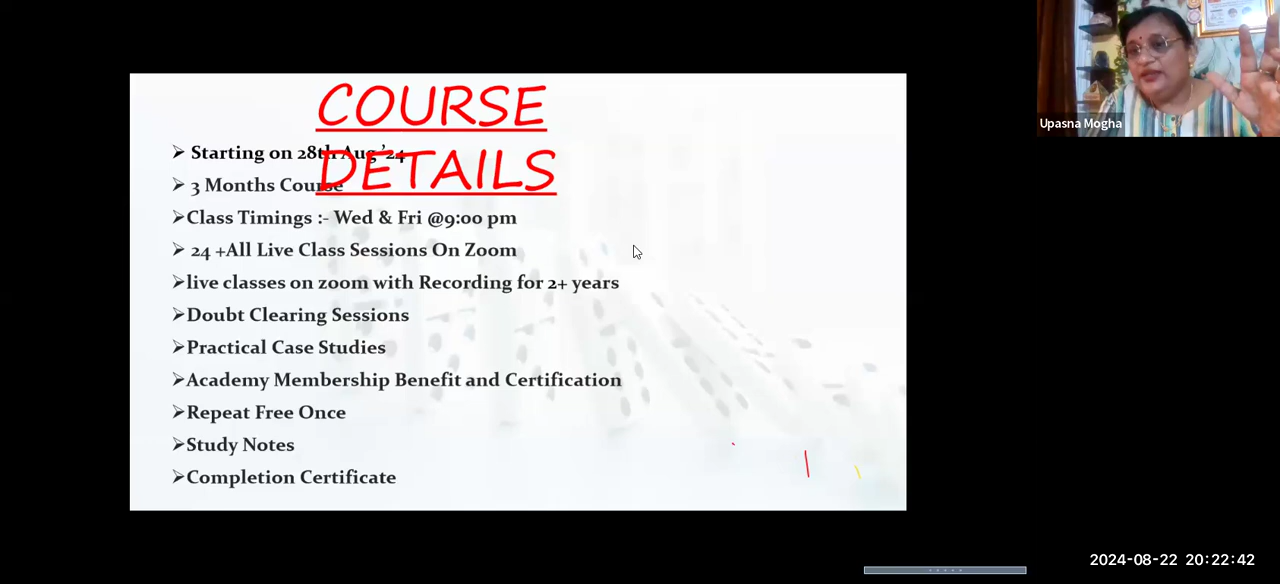 COURSE
DETAILS
➢ Starting on 28th Aug ’24
➢ 3 Months Course
➢Class Timings :- Wed & Fri @9:00 pm
➢ 24 +All Live Class Sessions On Zoom
➢live classes on zoom with Recording for 2+ years
➢Doubt Clearing Sessions
➢Practical Case Studies
➢Academy Membership Benefit and Certification
➢Repeat Free Once
➢Study Notes
➢Completion Certificate
Upasna Mogha
2024-08-22 20:22:42